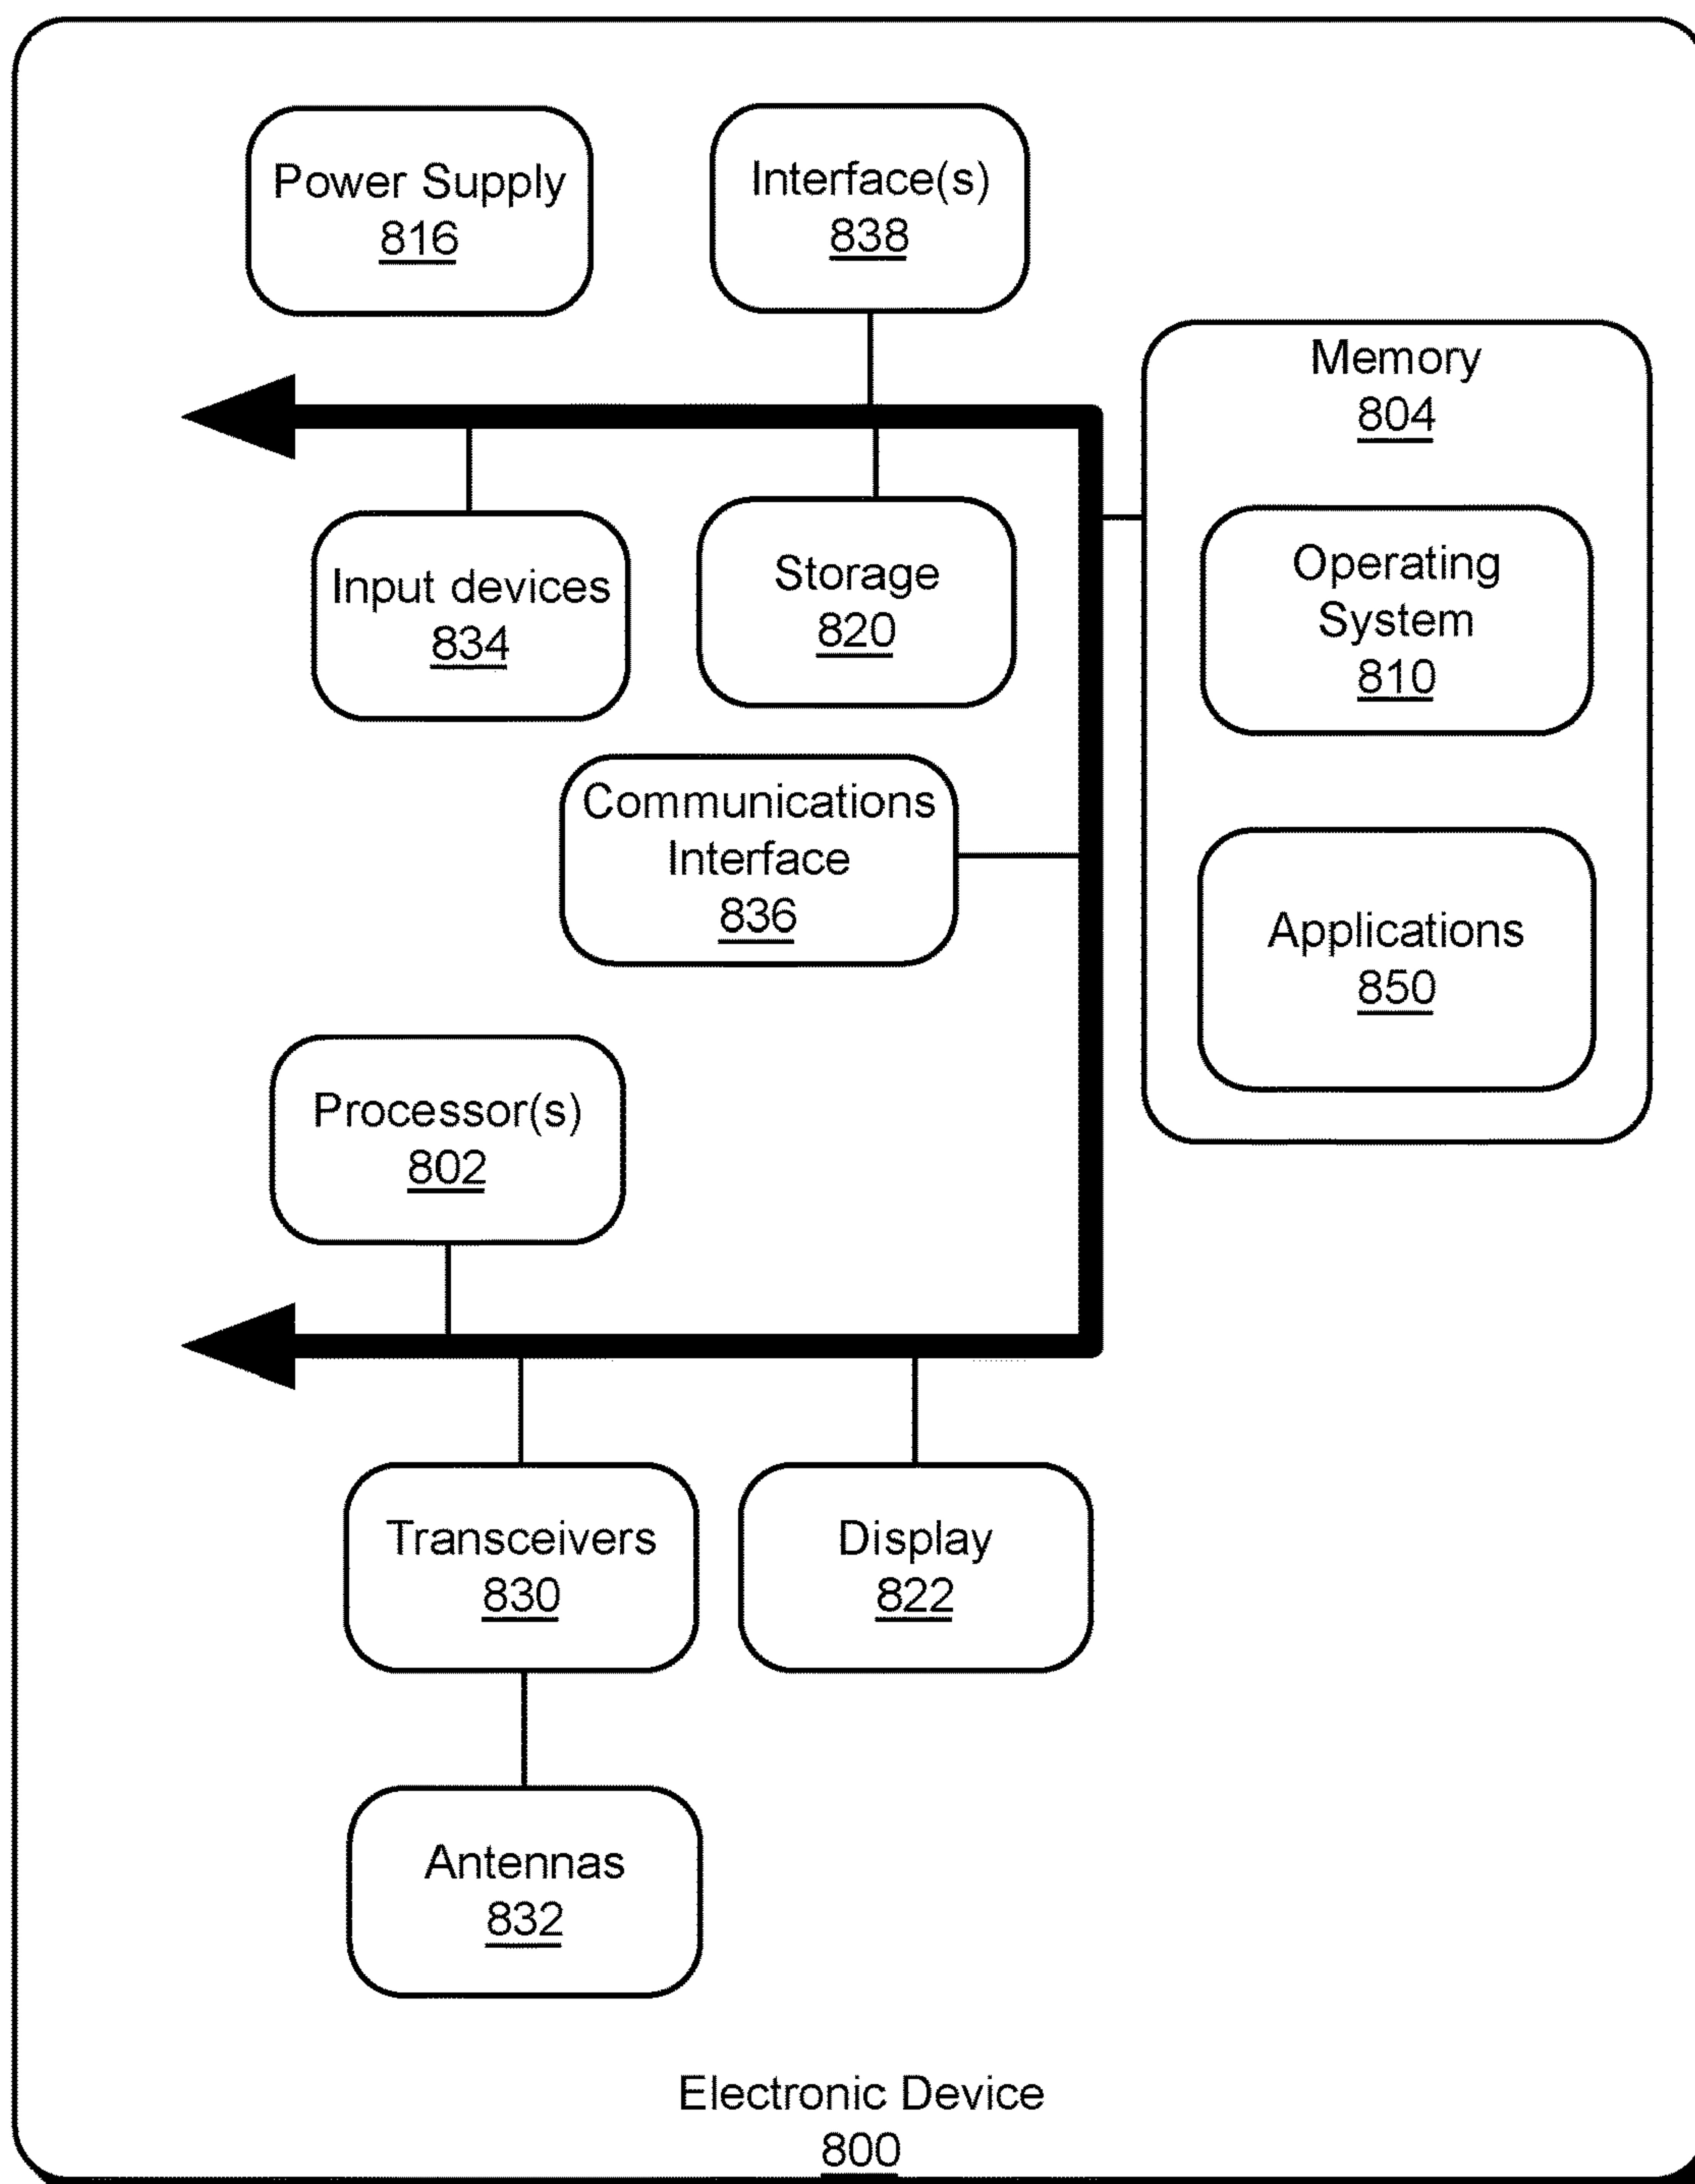 Power Supply
816
Interface(s)
838
Memory
804
Input devices
834
Storage
820
Operating
System
810
Communications
Interface
836
Applications
850
Processor(s)
802
Transceivers
830
Display
822
Antennas
832
Electronic Device
800